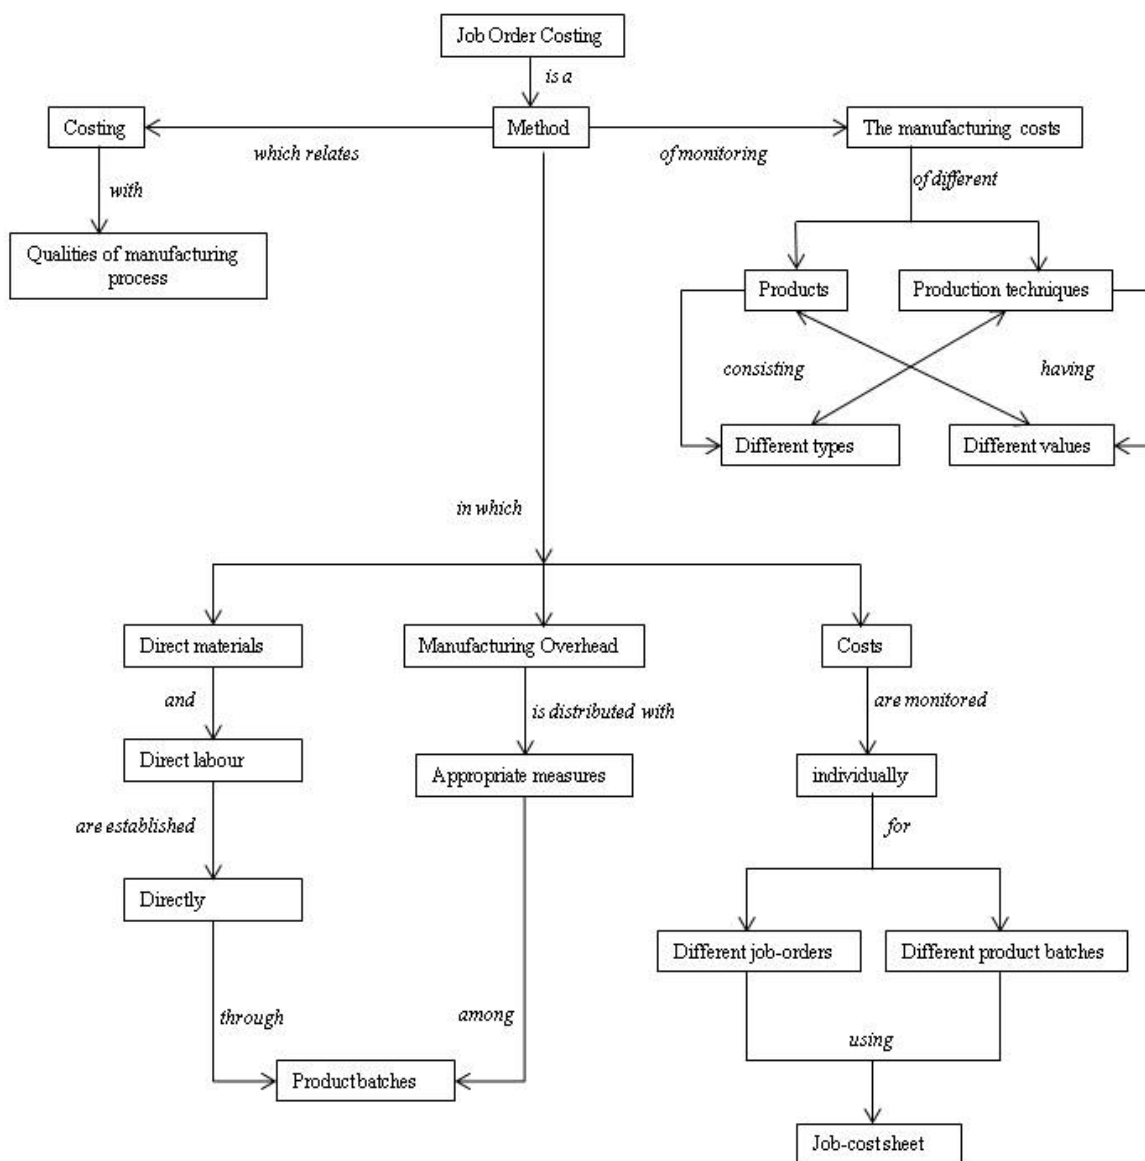 Job Order Costing
is a
Costing
Method
The manufacturing costs
which relates
of monitoring
with
of different
Qualities of manufacturing
process
Products
Production techniques
consisting
having
Different types
Different values
in which
Direct materials
Manufacturing Overhead
Costs
and
is distributed with
are monitored
Direct labour
Appropriate measures
individually
are established
for
Directly
Different job-orders
Different product batches
through
among
using
Product batches
Job-cost sheet